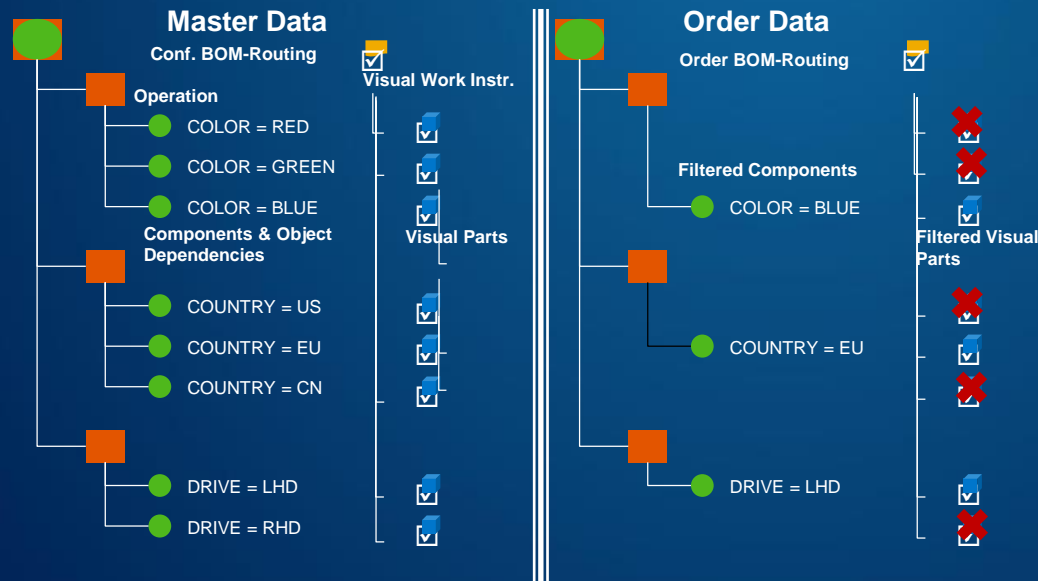 Master Data
Conf. BOM-Routing
Visual Work Instr.
Operation
COLOR = RED
COLOR = GREEN
COLOR = BLUE
Components & Object
Dependencies
Visual Parts
COUNTRY = US
COUNTRY = EU
COUNTRY = CN
DRIVE = LHD
DRIVE = RHD
Order Data
Order BOM-Routing
Filtered Components
COLOR = BLUE
Filtered Visual
Parts
COUNTRY = EU
DRIVE = LHD